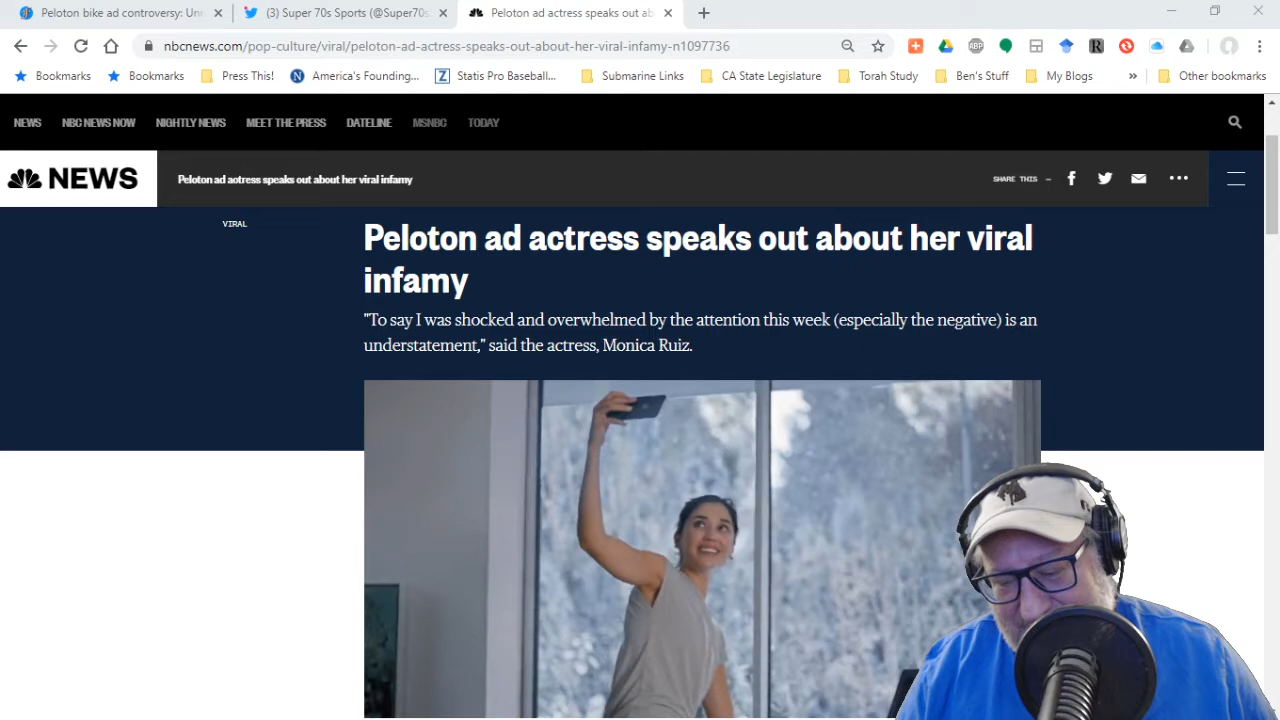 Peloton bike ad controversy: Un
(3) Super 70s Sports (@Super70s
Peloton ad actress speaks out ab
nbcnews.com/pop-culture/viral/peloton-ad-actress-speaks-out-about-her-viral-infamy-n1097736
ABP
R
Bookmarks
Bookmarks
Press This!
N America's Founding...
Z Statis Pro Baseball...
Submarine Links
CA State Legislature
Torah Study
Ben's Stuff
My Blogs
»
Other bookmarks
NEWS NBC NEWS NOW NIGHTLY NEWS MEET THE PRESS DATELINE MSNBC TODAY
NEWS
Peloton ad actress speaks out about her viral infamy
SHARE THIS —
VIRAL
Peloton ad actress speaks out about her viral
infamy
"To say I was shocked and overwhelmed by the attention this week (especially the negative) is an
understatement," said the actress, Monica Ruiz.